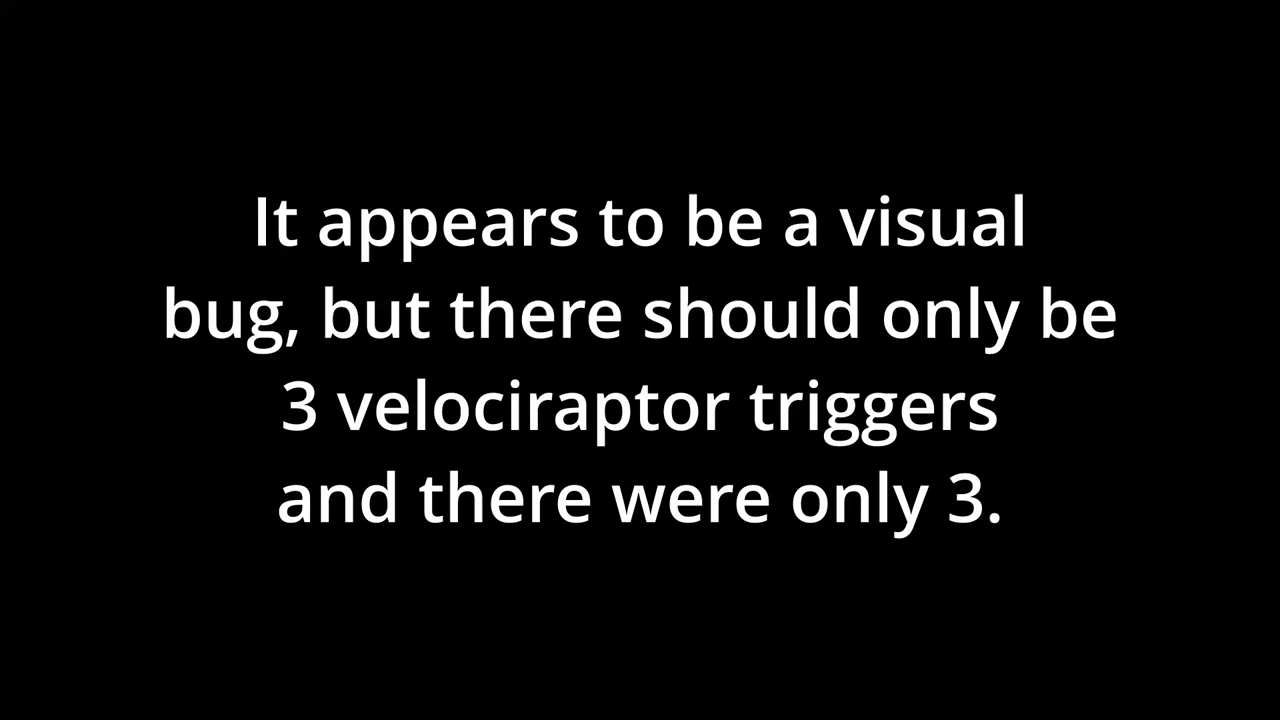 It appears to be a visual
bug, but there should only be
3 velociraptor triggers
and there were only 3.